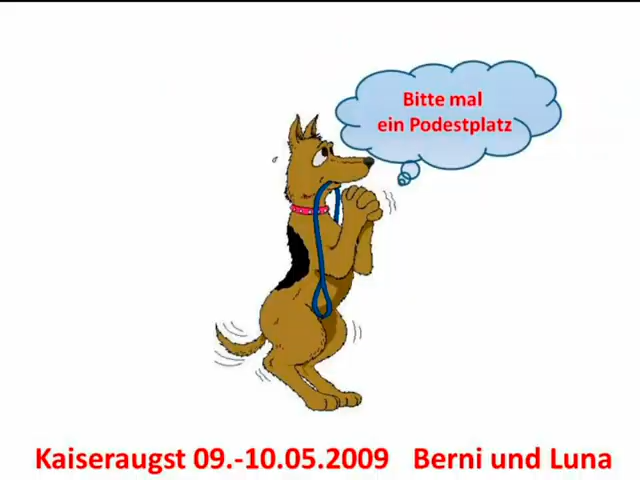 Bitte mal
ein Podestplatz
Kaiseraugst 09.-10.05.2009 Berni und Luna